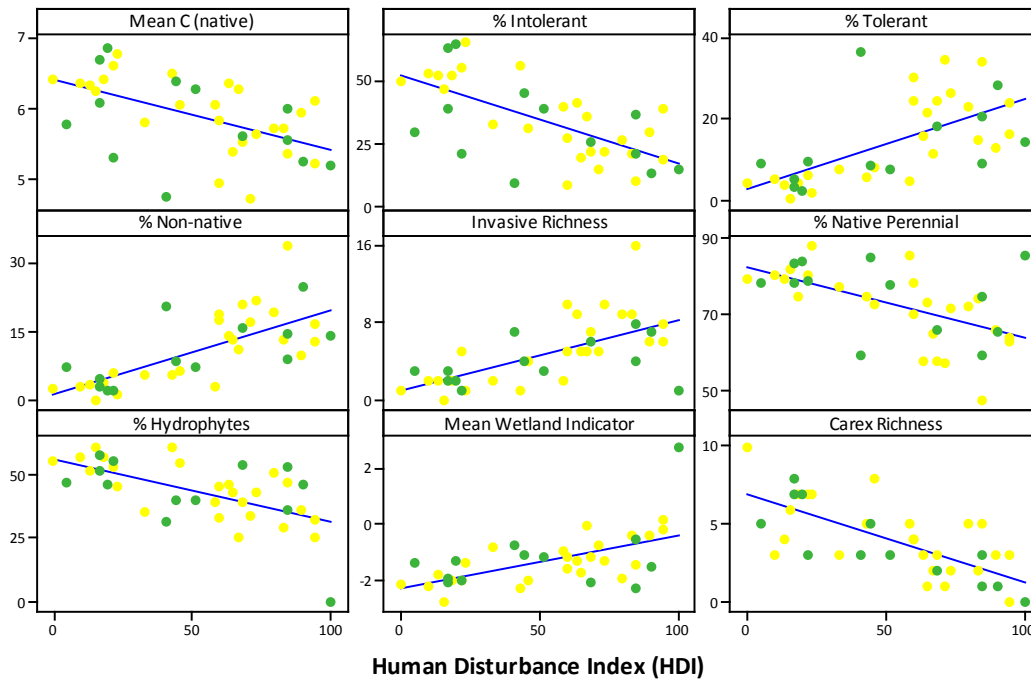 Mean C (native) % Intolerant % Tolerant
7 40
6 50 20
5 25
0 0
% Non-native Invasive Richness % Native Perennial
30 16 90
15 8 70
0 0 50
% Hydrophytes Mean Wetland Indicator Carex Richness
50 2 10
25 0 5
0 -2 0
0 50 100 0 50 100 0 50 100
Human Disturbance Index (HDI)